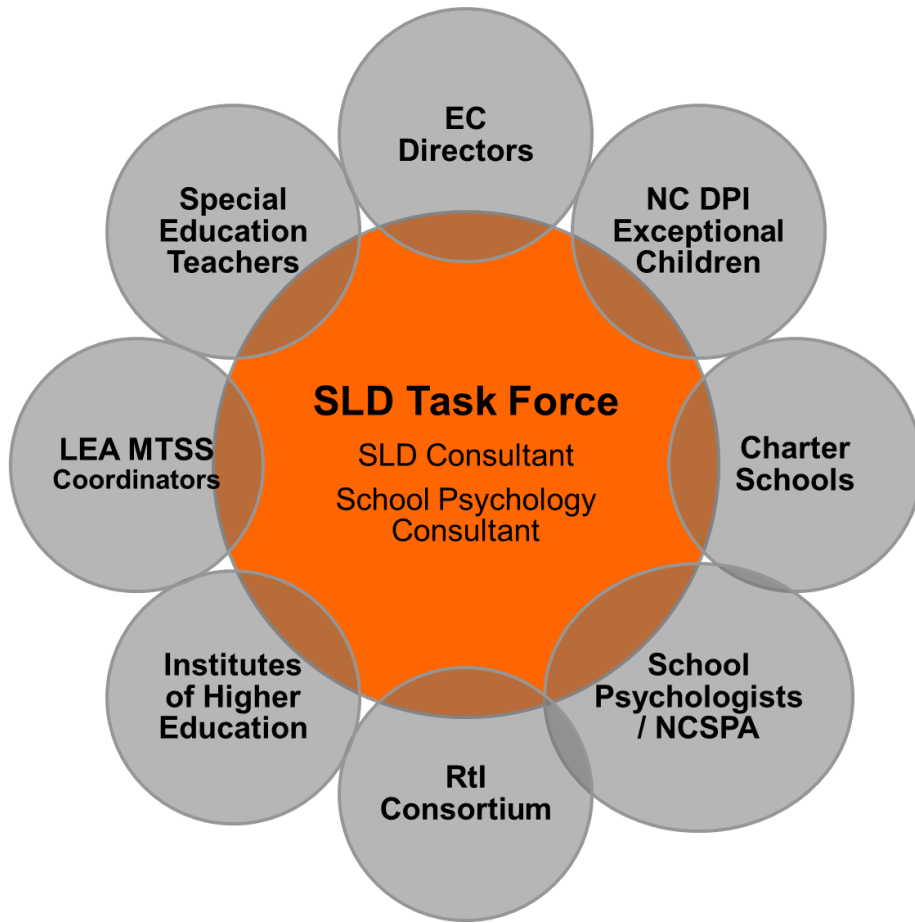 EC
Directors
NC DPI
Exceptional
Children
Charter
Schools
School
Psychologists
/ NCSPA
RtI
Consortium
Institutes
of Higher
Education
LEA MTSS
Coordinators
Special
Education
Teachers
SLD Task Force
SLD Consultant
School Psychology
Consultant